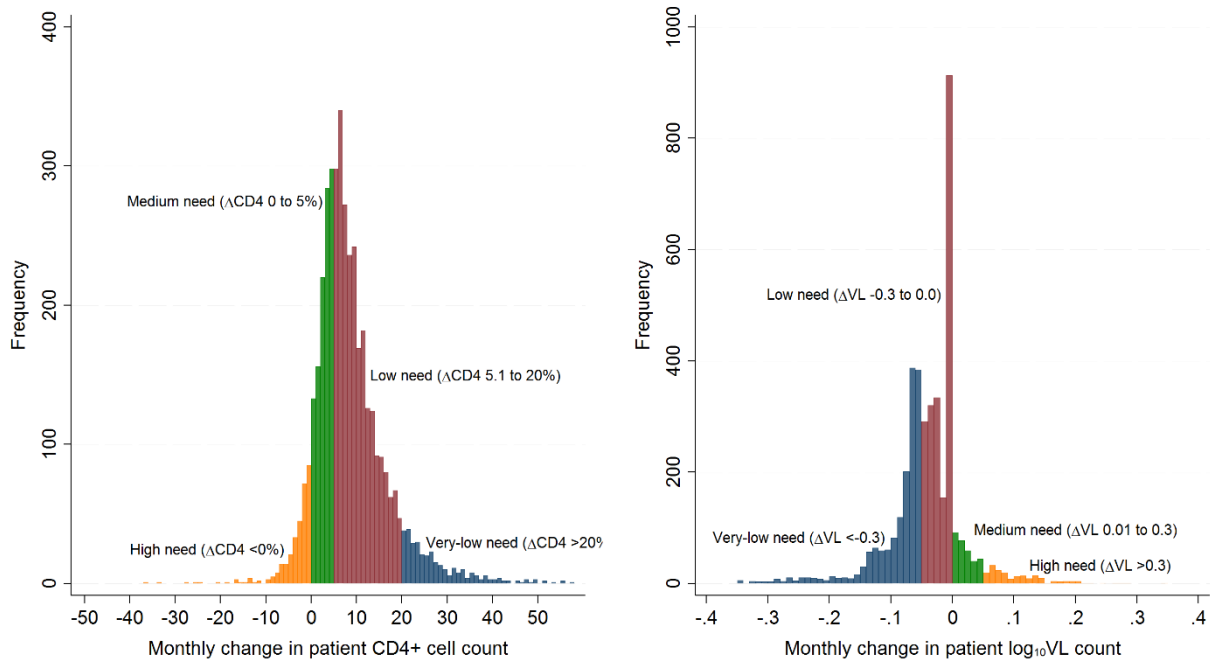 400
300
200
100
0
Frequency
Medium need (ΔCD4 0 to 5%)
Low need (ΔCD4 5.1 to 20%)
High need (ΔCD4 <0%)
Very-low need (ΔCD4 >20%
-50 -40 -30 -20 -10 0 10 20 30 40 50
Monthly change in patient CD4+ cell count
1000
800
600
400
200
0
Frequency
Low need (ΔVL -0.3 to 0.0)
Very-low need (ΔVL <-0.3)
Medium need (ΔVL 0.01 to 0.3)
High need (ΔVL >0.3)
-.4 -.3 -.2 -.1 0 .1 .2 .3 .4
Monthly change in patient log₁₀VL count